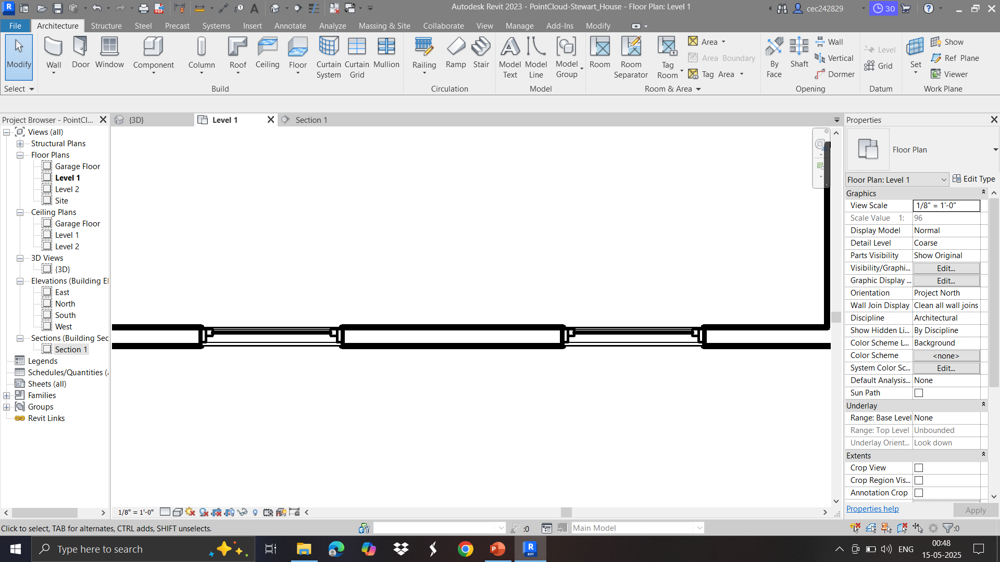 Autodesk Revit 2023 - PointCloud-Stewart_House - Floor Plan: Level 1
cec242829
30
File
Architecture
Structure
Steel
Precast
Systems
Insert
Annotate
Analyze
Massing & Site
Collaborate
View
Manage
Add-Ins
Modify
Modify
Wall
Door
Window
Component
Column
Roof
Ceiling
Floor
Curtain System
Curtain Grid
Mullion
Railing
Ramp
Stair
Model Text
Model Line
Model Group
Room
Room Separator
Tag Room
Area
Area Boundary
Tag Area
By Face
Shaft
Wall
Vertical
Dormer
Level
Grid
Set
Show
Ref Plane
Viewer
Select
Build
Circulation
Model
Room & Area
Opening
Datum
Work Plane
Project Browser - PointCl...
{3D}
Level 1
Section 1
Properties
Views (all)
Structural Plans
Floor Plans
Garage Floor
Level 1
Level 2
Site
Ceiling Plans
Garage Floor
Level 1
Level 2
3D Views
{3D}
Elevations (Building El
East
North
South
West
Sections (Building Sec
Section 1
Legends
Schedules/Quantities (a
Sheets (all)
Families
Groups
Revit Links
Floor Plan
Floor Plan: Level 1
Edit Type
Graphics
View Scale 1/8" = 1'-0"
Scale Value 1: 96
Display Model Normal
Detail Level Coarse
Parts Visibility Show Original
Visibility/Graphi... Edit...
Graphic Display ... Edit...
Orientation Project North
Wall Join Display Clean all wall joins
Discipline Architectural
Show Hidden Li... By Discipline
Color Scheme L... Background
Color Scheme <none>
System Color Sc... Edit...
Default Analysis... None
Sun Path
Underlay
Range: Base Level None
Range: Top Level Unbounded
Underlay Orient... Look down
Extents
Crop View
Crop Region Vis...
Annotation Crop
Properties help
Apply
1/8" = 1'-0"
Click to select, TAB for alternates, CTRL adds, SHIFT unselects.
:0
Main Model
:0
Type here to search
ENG
00:48
15-05-2025